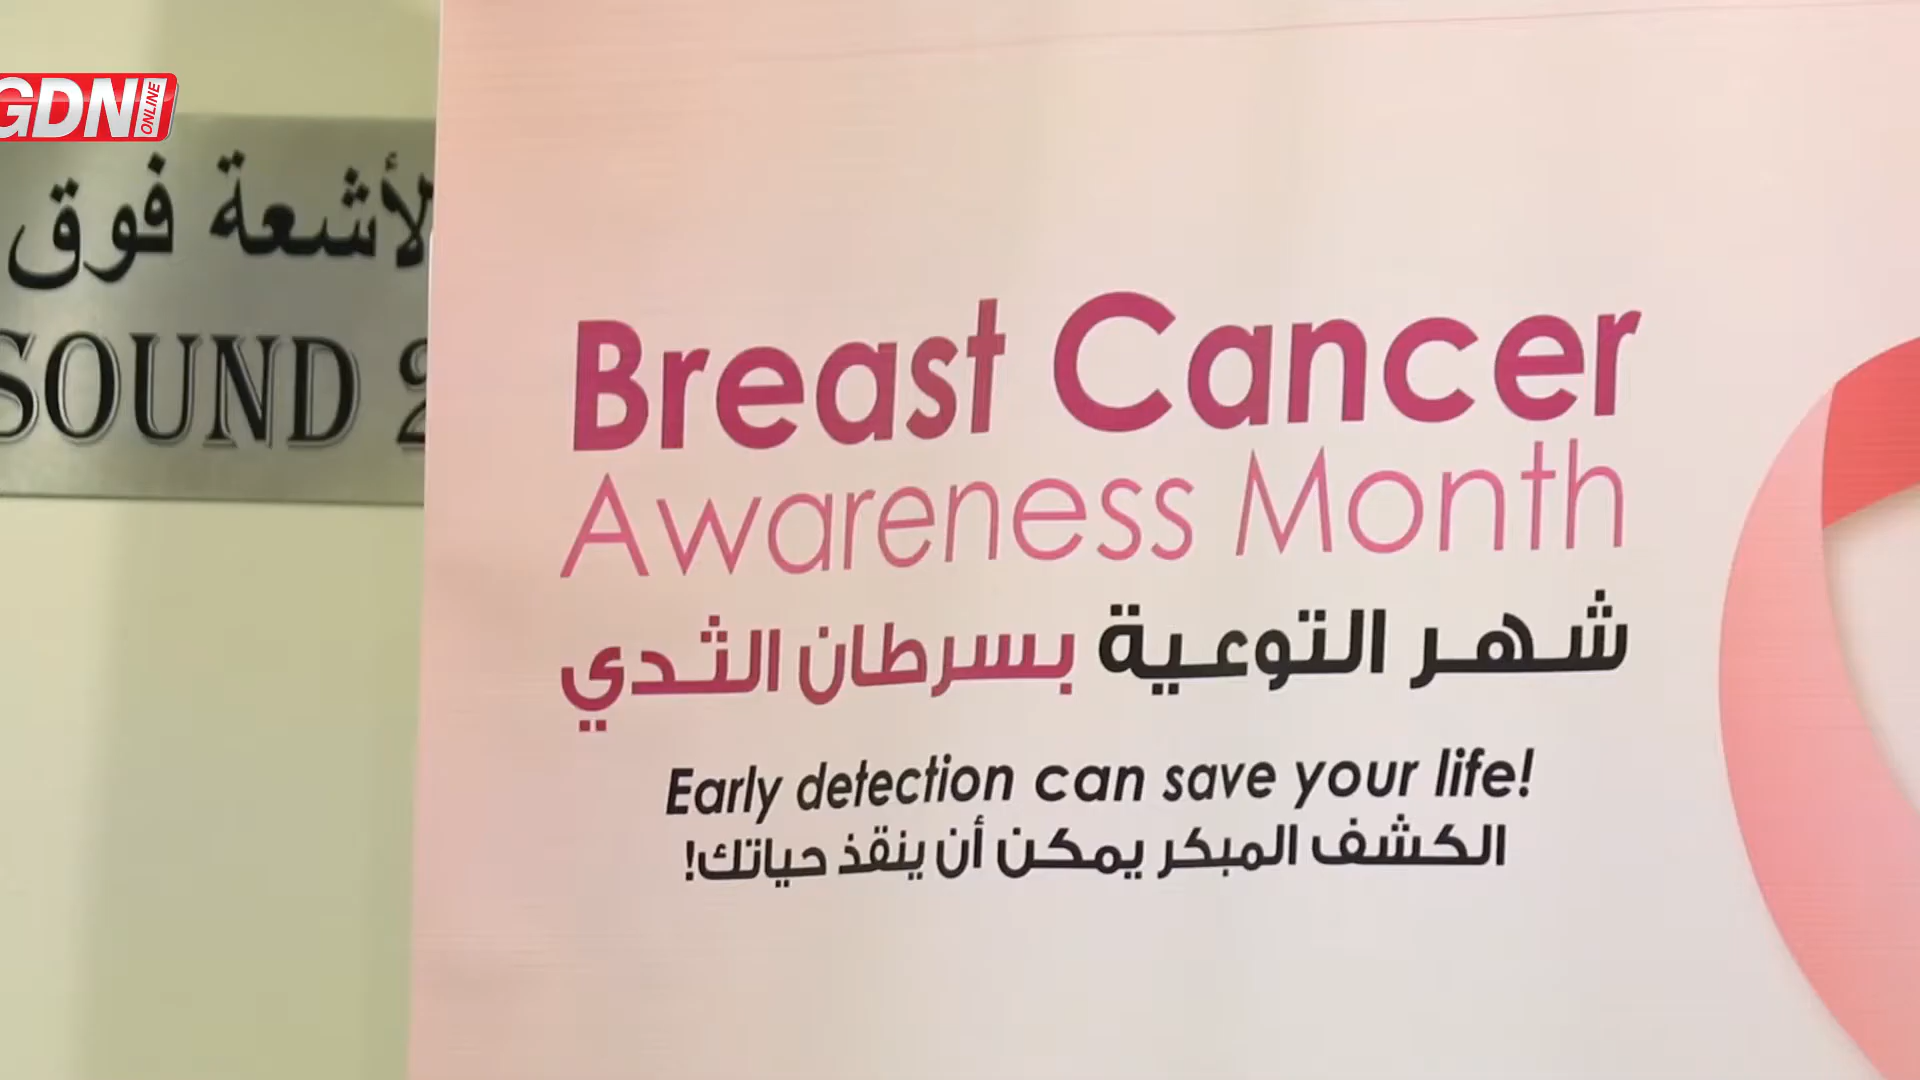 GDN ONLINE
الأشعة فوق
SOUND 2
Breast Cancer
Awareness Month
شهر التوعية بسرطان الثدي
Early detection can save your life!
الكشف المبكر يمكن أن ينقذ حياتك!